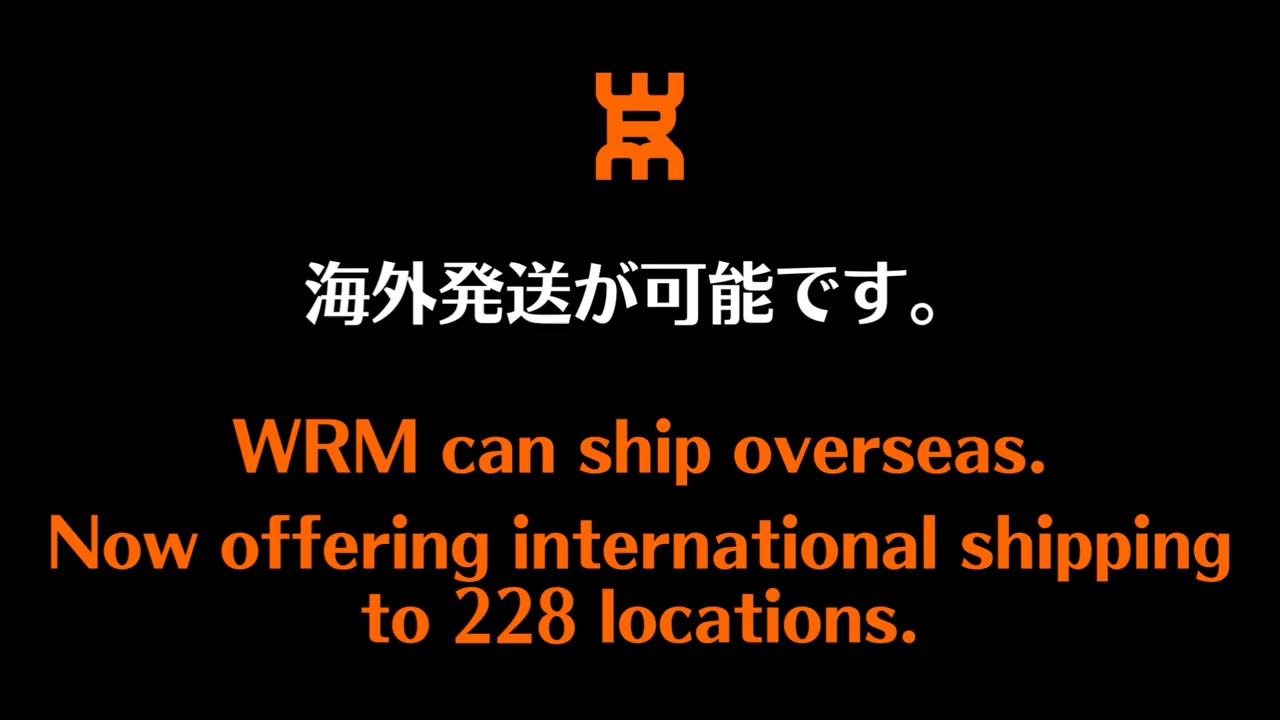 海外発送が可能です。
WRM can ship overseas.
Now offering international shipping
to 228 locations.